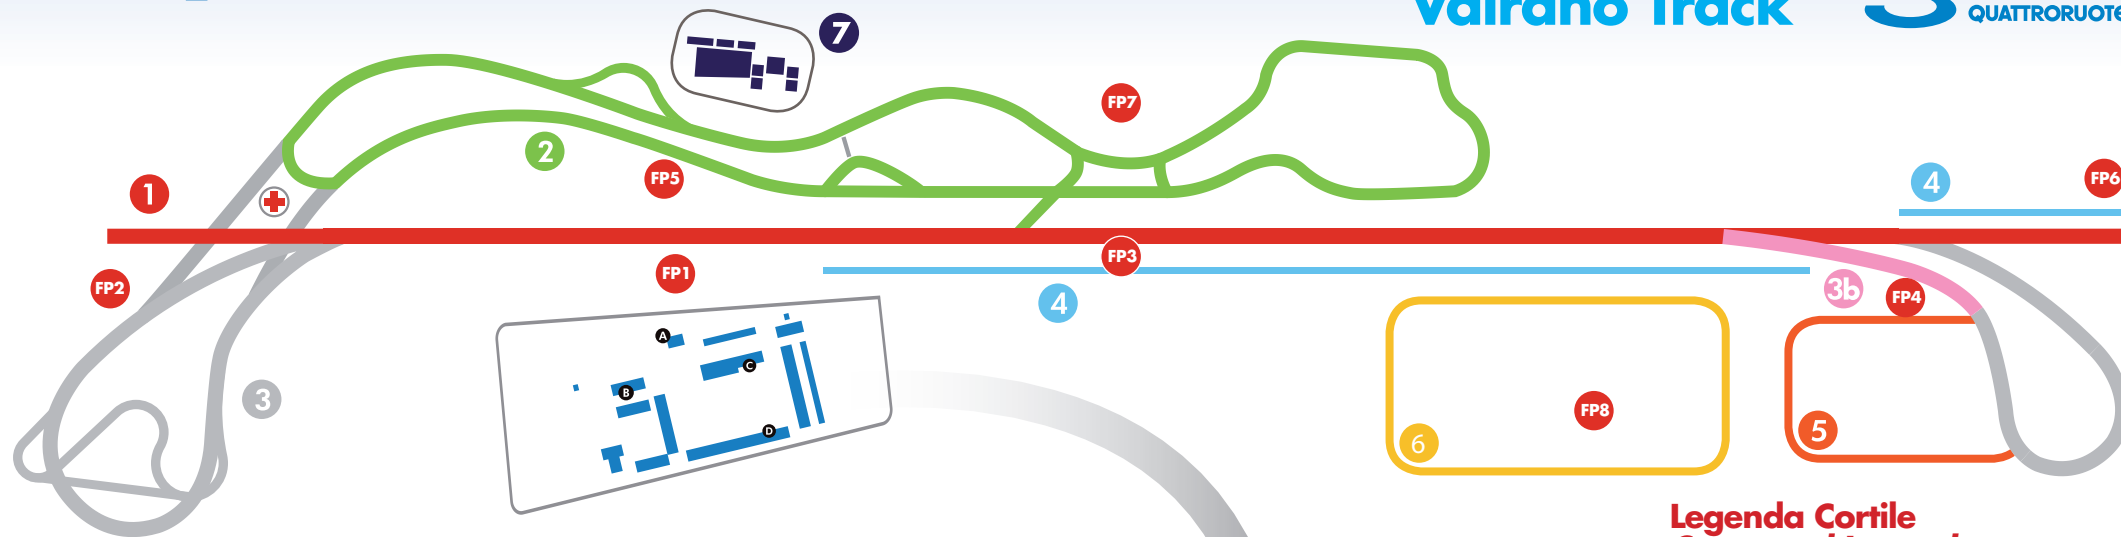 Vairano Track
QUATTRORUOTE
7
FP7
2
FP5
1
4
FP6
FP3
FP1
FP2
4
3b
FP4
A
C
B
D
3
FP8
6
5
Legenda Cortile